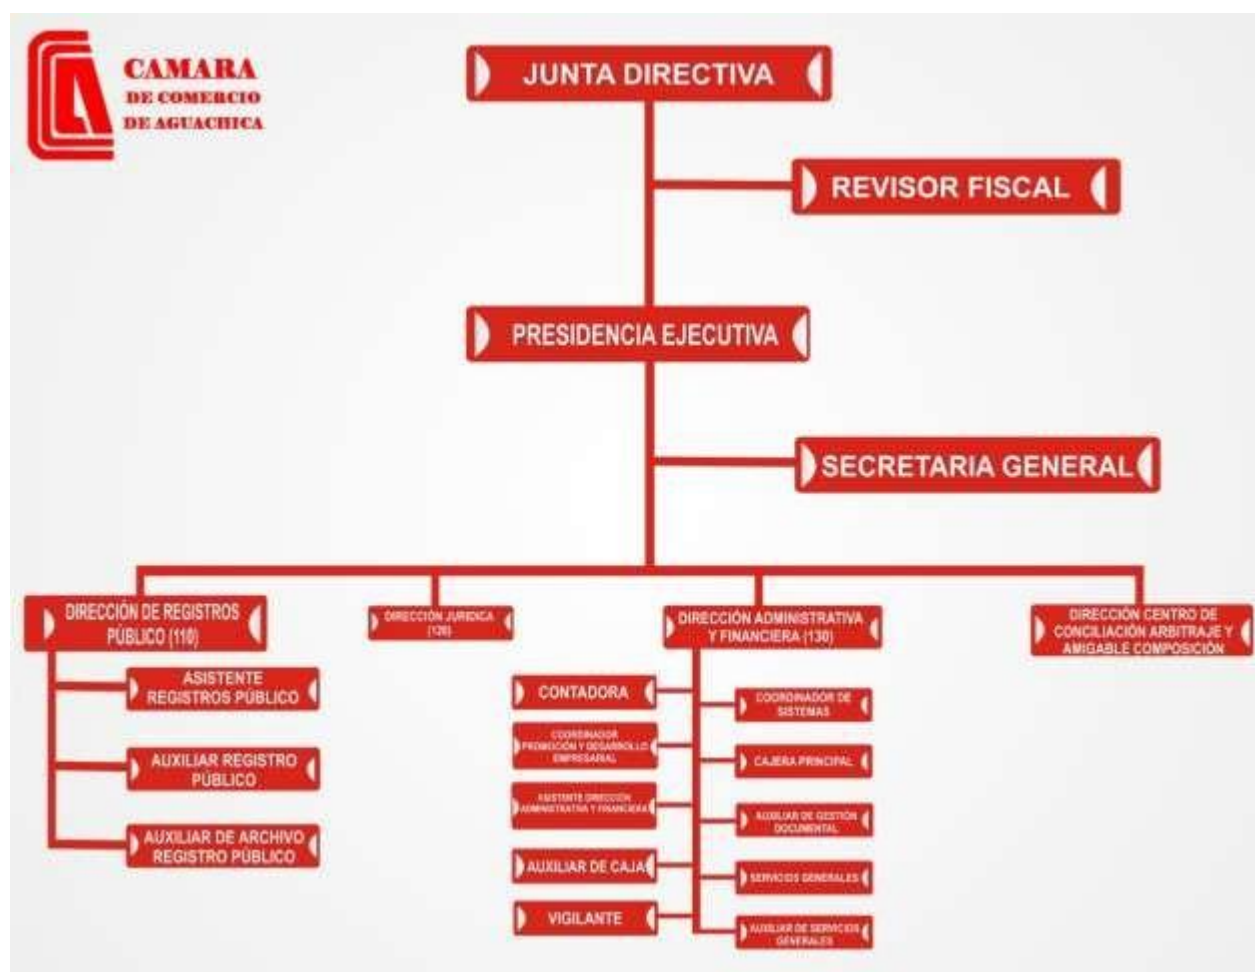 CAMARA
DE COMERCIO
DE AGUACHICA
JUNTA DIRECTIVA
REVISOR FISCAL
PRESIDENCIA EJECUTIVA
SECRETARIA GENERAL
DIRECCIÓN DE REGISTROS
PÚBLICO (110)
ASISTENTE
REGISTROS PÚBLICO
AUXILIAR REGISTRO
PÚBLICO
AUXILIAR DE ARCHIVO
REGISTRO PÚBLICO
DIRECCIÓN JURIDICA
(120)
DIRECCIÓN ADMINISTRATIVA
Y FINANCIERA (130)
CONTADORA
COORDINADOR
PROMOCIÓN Y DESARROLLO
EMPRESARIAL
ASISTENTE DIRECCIÓN
ADMINISTRATIVA Y FINANCIERA
AUXILIAR DE CAJAS
VIGILANTE
COORDINADOR DE
SISTEMAS
CAJERA PRINCIPAL
AUXILIAR DE GESTIÓN
DOCUMENTAL
SERVICIOS GENERALES
AUXILIAR DE SERVICIOS
GENERALES
DIRECCIÓN CENTRO DE
CONCILIACIÓN ARBITRAJE Y
AMIGABLE COMPOSICIÓN